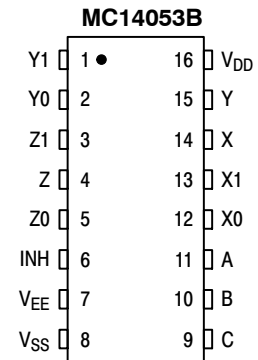 MC14053B
Y1 1 16 VDD
Y0 2 15 Y
Z1 3 14 X
Z 4 13 X1
Z0 5 12 X0
INH 6 11 A
VEE 7 10 B
VSS 8 9 C